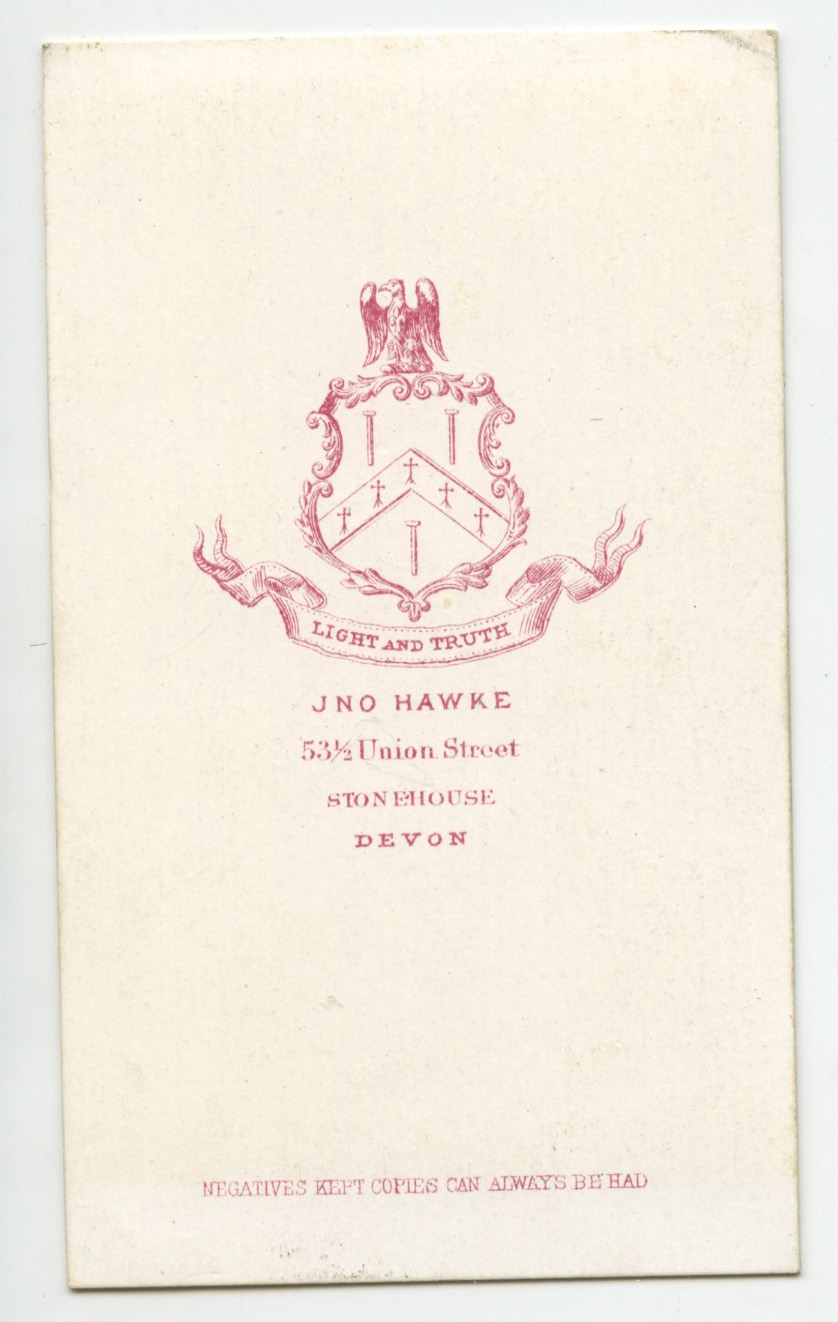 LIGHT AND TRUTH
JNO HAWKE
53½ Union Street
STONEHOUSE
DEVON
NEGATIVES KEPT COPIES CAN ALWAYS BE HAD